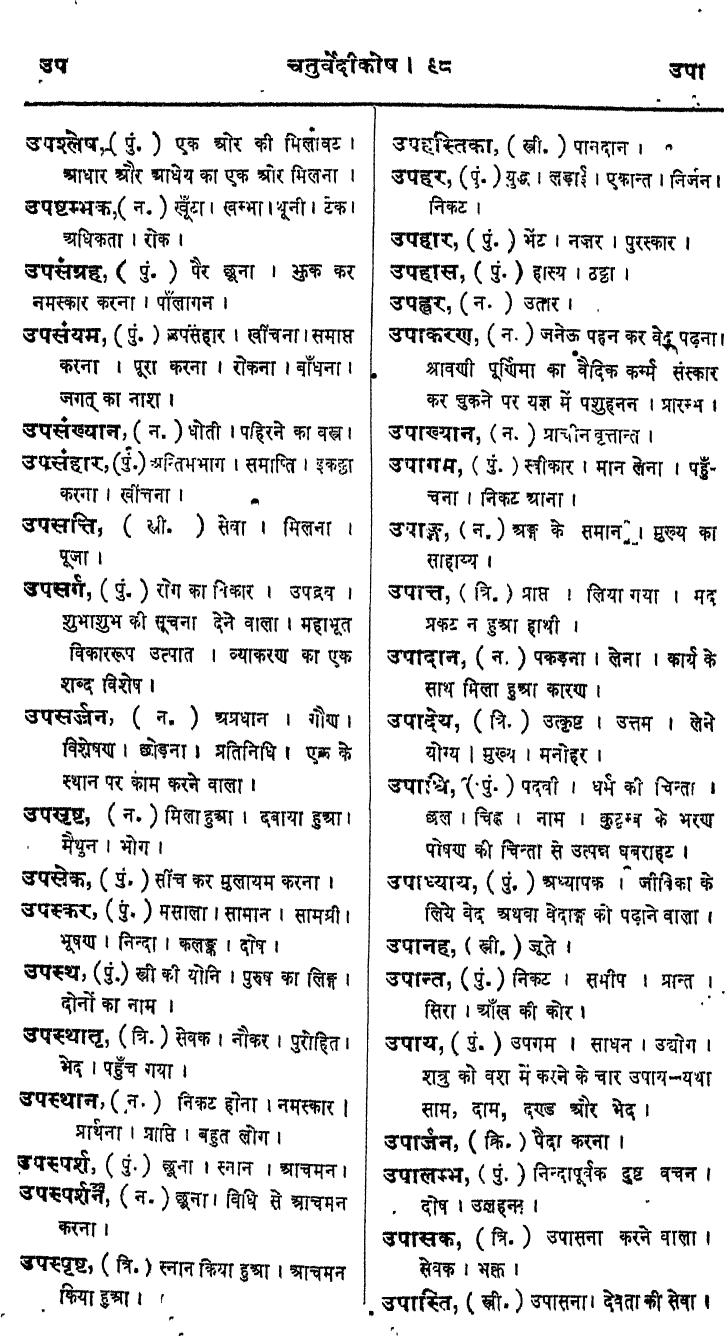 उप
चतुर्वेदीकोष । ९८
उपा
उपश्लेष, ( पुं. ) एक ओर की मिलावट ।
आधार और आधेय का एक ओर मिलना ।
उपष्टम्भक, ( न. ) खूँटा । खम्भा । थूनी । टेक ।
अधिकता । रोक ।
उपसंग्रह, ( पुं. ) पैर छूना । झुक कर
नमस्कार करना । पाँलागन ।
उपसंयम, ( पुं. ) उपसंहार । खींचना । समाप्त
करना । पूरा करना । रोकना । बाँधना ।
जगत् का नाश ।
उपसंख्यान, ( न. ) धोती । पहिरने का वस्त्र ।
उपसंहार, (पुं.) अन्तिमभाग । समाप्ति । इकट्ठा
करना । खींचना ।
उपसत्ति, ( स्त्री. ) सेवा । मिलना ।
पूजा ।
उपसर्ग, ( पुं. ) रोग का विकार । उपद्रव ।
शुभाशुभ की सूचना देने वाला । महाभूत
विकाररूप उत्पात । व्याकरण का एक
शब्द विशेष ।
उपसर्ज्जन, ( न. ) अप्रधान । गौण ।
विशेषण । छोड़ना । प्रतिनिधि । एक के
स्थान पर काम करने वाला ।
उपसृष्ट, ( न. ) मिला हुआ । दबाया हुआ ।
मैथुन । भोग ।
उपसेक, ( पुं. ) सींच कर मुलायम करना ।
उपस्कर, ( पुं. ) मसाला । सामान । सामग्री ।
भूषण । निन्दा । कलङ्क । दोष ।
उपस्थ, (पुं.) स्त्री की योनि । पुरुष का लिङ्ग ।
दोनों का नाम ।
उपस्थातृ, ( त्रि. ) सेवक । नौकर । पुरोहित ।
भेद । पहुँच गया ।
उपस्थान, ( न. ) निकट होना । नमस्कार ।
प्रार्थना । प्राप्ति । बहुत लोग ।
उपस्पर्श, ( पुं. ) छूना । स्नान । आचमन ।
उपस्पर्शन, ( न. ) छूना । विधि से आचमन
करना ।
उपस्पृष्ट, ( त्रि. ) स्नान किया हुआ । आचमन
किया हुआ ।
उपहस्तिका, ( स्त्री. ) पानदान ।
उपहर, (पुं.) युद्ध । लड़ाई । एकान्त । निर्जन ।
निकट ।
उपहार, ( पुं. ) भेंट । नजर । पुरस्कार ।
उपहास, ( पुं. ) हास्य । ठट्ठा ।
उपह्वर, ( न. ) उतार ।
उपाकरण, ( न. ) जनेऊ पहन कर वेद पढ़ना ।
श्रावणी पूर्णिमा का वैदिक कर्म्म संस्कार
कर चुकने पर यज्ञ में पशुहनन । प्रारम्भ ।
उपाख्यान, ( न. ) प्राचीन वृत्तान्त ।
उपागम, ( पुं. ) स्वीकार । मान लेना । पहुँ-
चना । निकट आना ।
उपाङ्ग, ( न. ) अङ्ग के समान । मुख्य का
साहाय्य ।
उपात्त, ( त्रि. ) प्राप्त । लिया गया । मद
प्रकट न हुआ हाथी ।
उपादान, ( न. ) पकड़ना । लेना । कार्य के
साथ मिला हुआ कारण ।
उपादेय, ( त्रि. ) उत्कृष्ट । उत्तम । लेने
योग्य । मुख्य । मनोहर ।
उपाधि, ( पुं. ) पदवी । धर्म की चिन्ता ।
छल । चिह्न । नाम । कुटुम्ब के भरण
पोषण की चिन्ता से उत्पन्न घबराहट ।
उपाध्याय, ( पुं. ) अध्यापक । जीविका के
लिये वेद अथवा वेदाङ्ग को पढ़ाने वाला ।
उपानह, ( स्त्री. ) जूते ।
उपान्त, ( पुं. ) निकट । समीप । प्रान्त ।
सिरा । आँख की कोर ।
उपाय, ( पुं. ) उपगम । साधन । उद्योग ।
शत्रु को वश में करने के चार उपाय-यथा
साम, दाम, दण्ड और भेद ।
उपार्जन, ( क्रि. ) पैदा करना ।
उपालम्भ, ( पुं. ) निन्दापूर्वक दुष्ट वचन ।
दोष । उलहना ।
उपासक, ( त्रि. ) उपासना करने वाला ।
सेवक । भक्त ।
उपास्ति, ( स्त्री. ) उपासना । देवता की सेवा ।